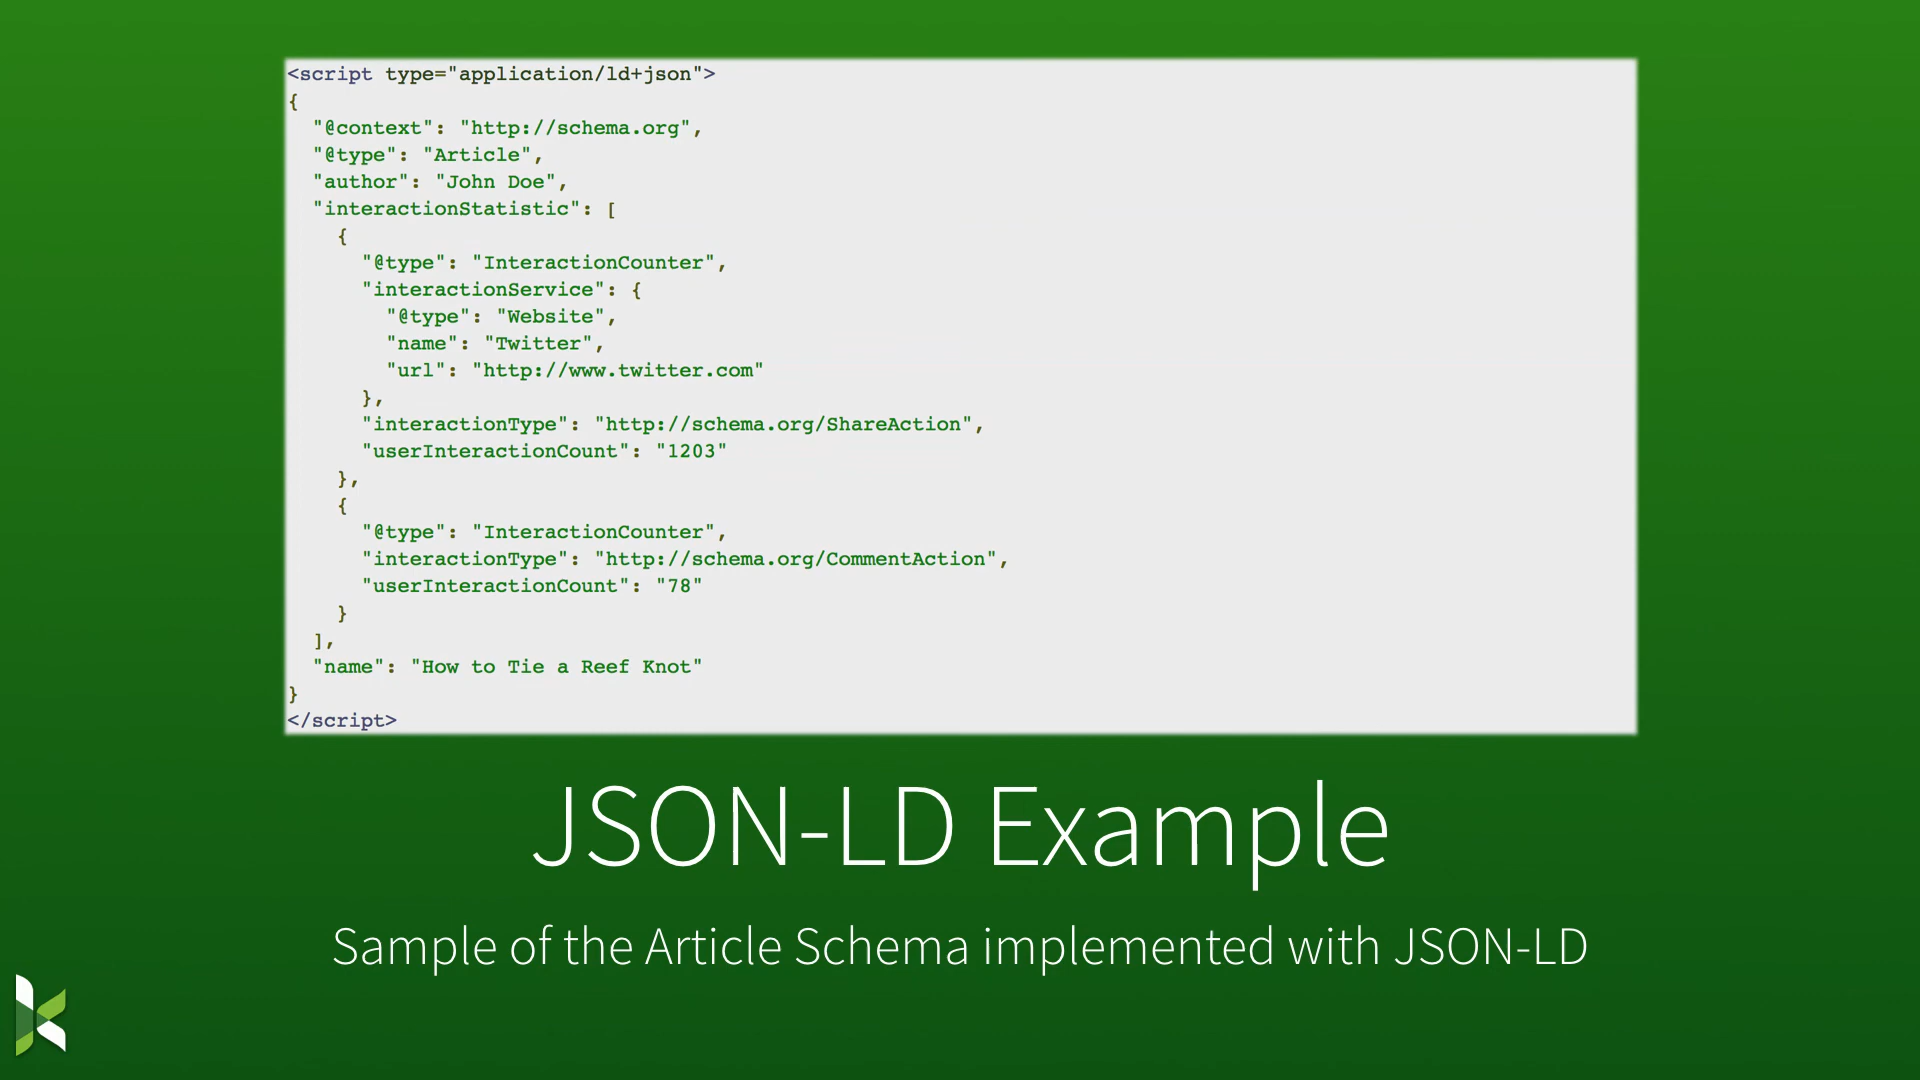 <script type="application/ld+json">
{
  "@context": "http://schema.org",
  "@type": "Article",
  "author": "John Doe",
  "interactionStatistic": [
    {
      "@type": "InteractionCounter",
      "interactionService": {
        "@type": "Website",
        "name": "Twitter",
        "url": "http://www.twitter.com"
      },
      "interactionType": "http://schema.org/ShareAction",
      "userInteractionCount": "1203"
    },
    {
      "@type": "InteractionCounter",
      "interactionType": "http://schema.org/CommentAction",
      "userInteractionCount": "78"
    }
  ],
  "name": "How to Tie a Reef Knot"
}
</script>
JSON-LD Example
Sample of the Article Schema implemented with JSON-LD